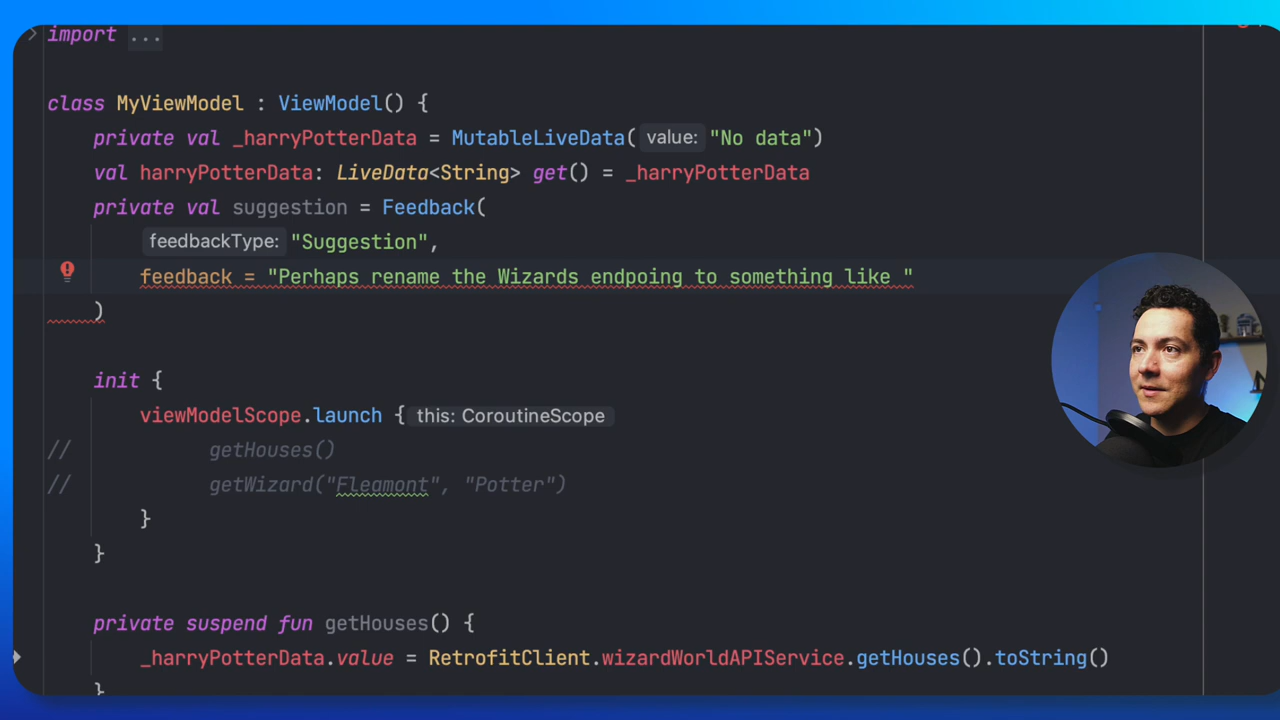 import ...
class MyViewModel : ViewModel() {
private val _harryPotterData = MutableLiveData( value: "No data")
val harryPotterData: LiveData<String> get() = _harryPotterData
private val suggestion = Feedback(
feedbackType: "Suggestion",
feedback = "Perhaps rename the Wizards endpoing to something like "
)
init {
viewModelScope.launch { this: CoroutineScope
// getHouses()
// getWizard("Fleamont", "Potter")
}
}
private suspend fun getHouses() {
_harryPotterData.value = RetrofitClient.wizardWorldAPIService.getHouses().toString()
}